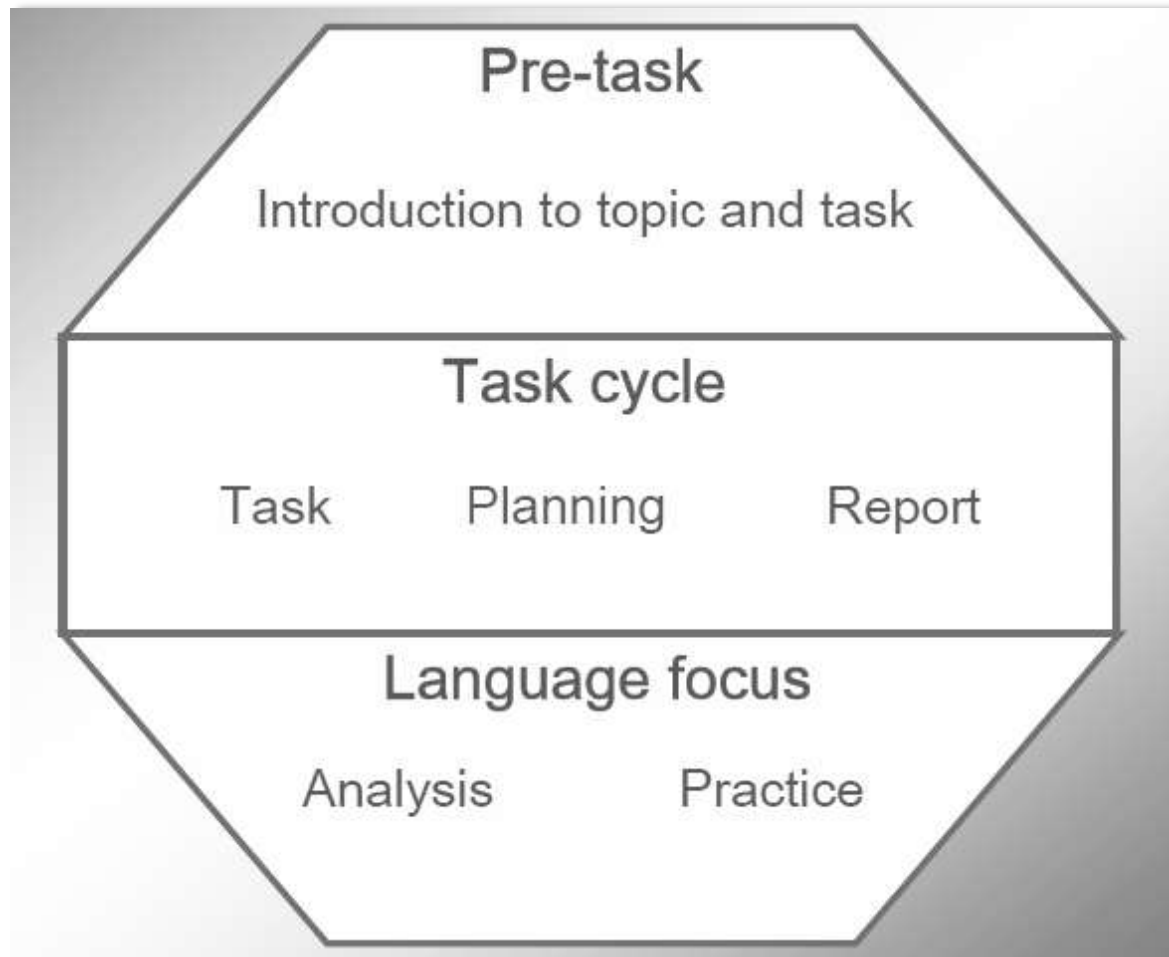 Pre-task
Introduction to topic and task
Task cycle
Task Planning Report
Language focus
Analysis Practice